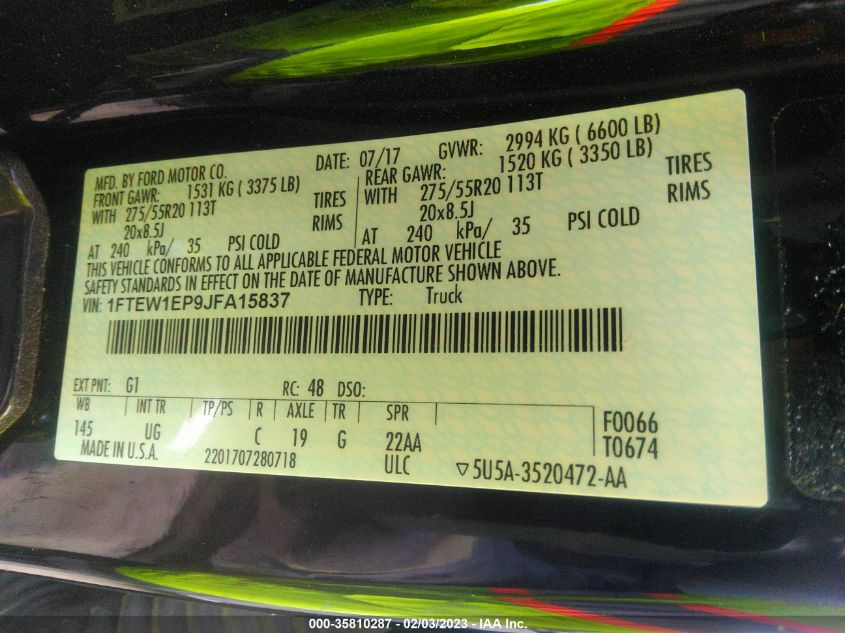 MFD. BY FORD MOTOR CO. DATE: 07/17 GVWR: 2994 KG ( 6600 LB)
FRONT GAWR: 1531 KG ( 3375 LB) REAR GAWR: 1520 KG ( 3350 LB)
WITH 275/55R20 113T TIRES WITH 275/55R20 113T TIRES
20x8.5J RIMS 20x8.5J RIMS
AT 240 kPa/ 35 PSI COLD AT 240 kPa/ 35 PSI COLD
THIS VEHICLE CONFORMS TO ALL APPLICABLE FEDERAL MOTOR VEHICLE
SAFETY STANDARDS IN EFFECT ON THE DATE OF MANUFACTURE SHOWN ABOVE.
VIN: 1FTEW1EP9JFA15837 TYPE: Truck
EXT PNT: G1 RC: 48 DSO:
WB INT TR TP/PS R AXLE TR SPR F0066
145 UG C 19 G 22AA T0674
MADE IN U.S.A. 2201707280718 ULC ▽5U5A-3520472-AA
000-35810287 - 02/03/2023 - IAA Inc.